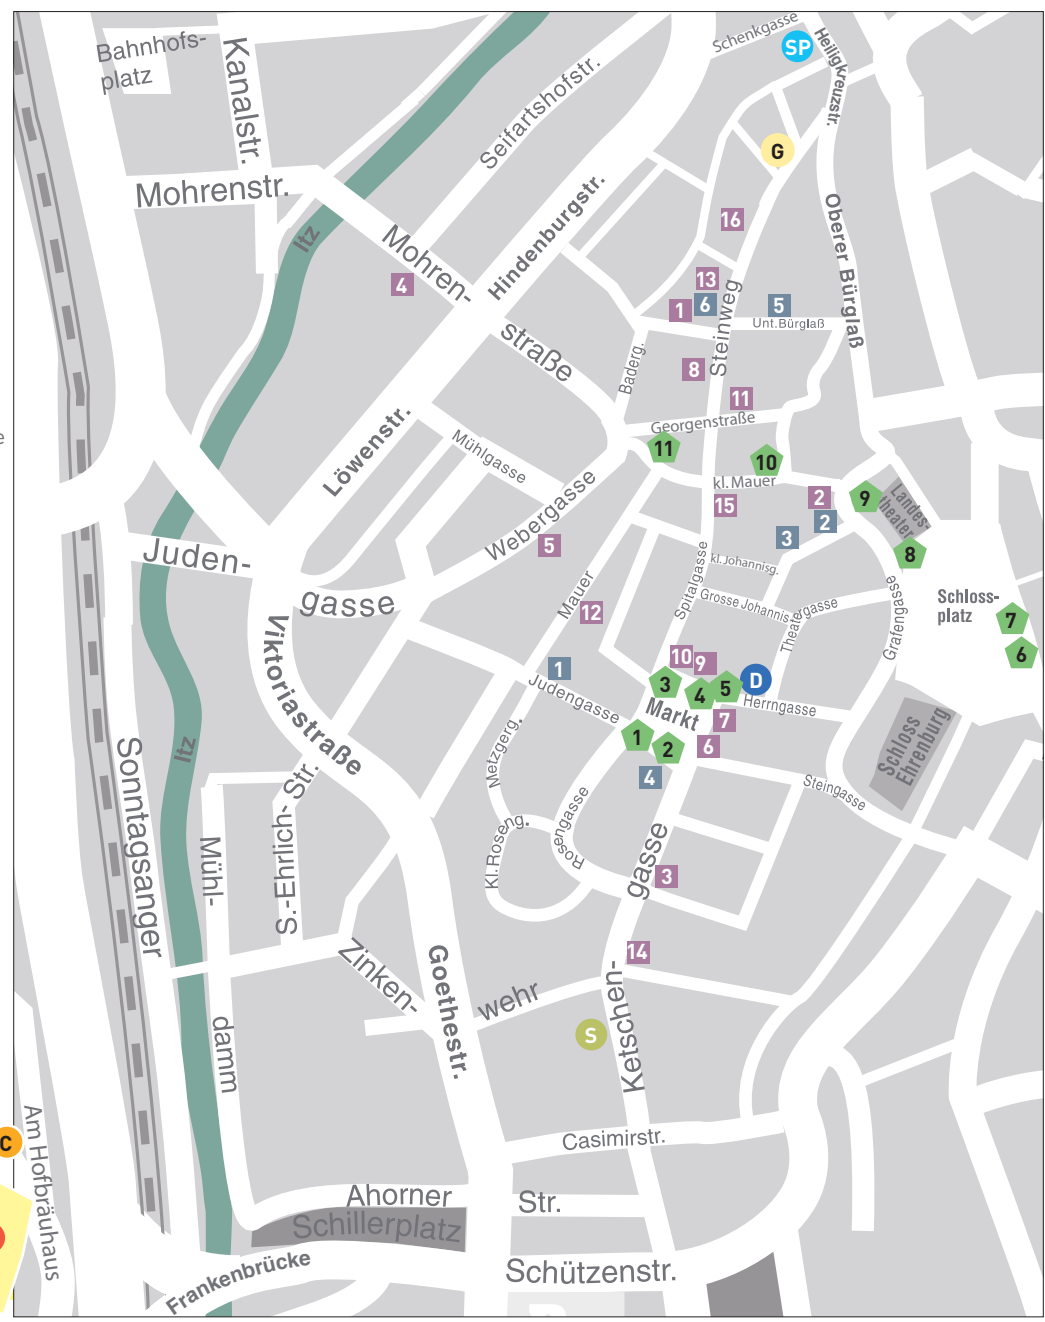 Schenkgasse
SP
Heiligkreuzstr.
Bahnhofs-
platz
Kanalstr.
Seifartshofstr.
G
Mohrenstr.
Itz
Mohren-
straße
Hindenburgstr.
Oberer Bürglaß
16
4
13
1
6
5
Steinweg
Unt.Bürglaß
Baderg.
8
11
Georgenstraße
e
Löwenstr.
Mühlgasse
Webergasse
11
10
kl. Mauer
15
2
2
3
9
Landes-
theater
8
5
Juden-
gasse
kl. Johannisg.
Mauer
12
Spitalgasse
Grosse Johannis
Theatergasse
Grafengasse
Schloss-
platz
7
6
Viktoriastraße
1
Judengasse
10
9
3
4
5
D
Herrngasse
Markt
7
1
2
6
4
Schloss
Ehrenburg
Steingasse
Itz
Metzgerg.
Sonntagsanger
S.-Ehrlich-
Str.
Mühl-
damm
Kl. Roseng.
Rosengasse
3
Ketschen-
gasse
14
Zinken-
wehr
Goethestr.
S
Am Hofbräuhaus
C
Casimirstr.
Ahorner
Str.
Schillerplatz
Frankenbrücke
Schützenstr.